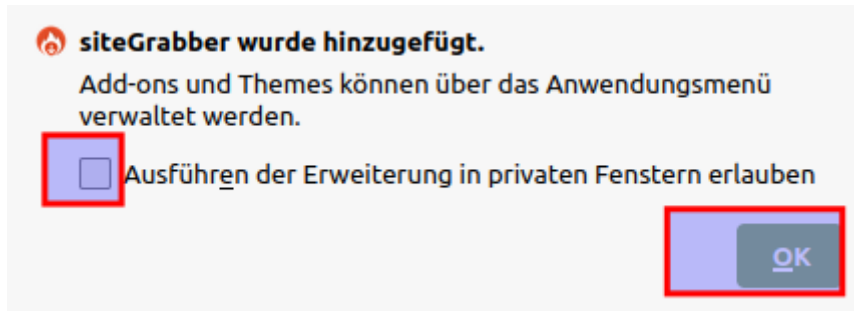 siteGrabber wurde hinzugefügt.
Add-ons und Themes können über das Anwendungsmenü
verwaltet werden.
Ausführen der Erweiterung in privaten Fenstern erlauben
OK